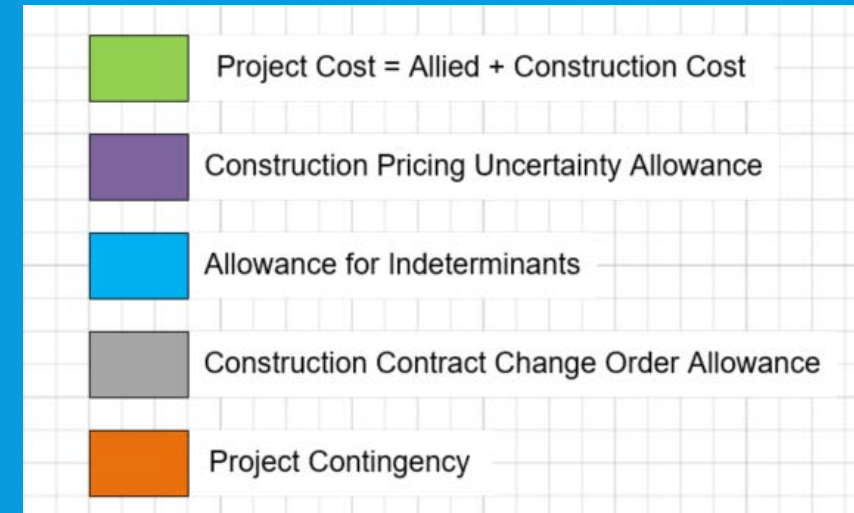 Project Cost = Allied + Construction Cost
Construction Pricing Uncertainty Allowance
Allowance for Indeterminants
Construction Contract Change Order Allowance
Project Contingency